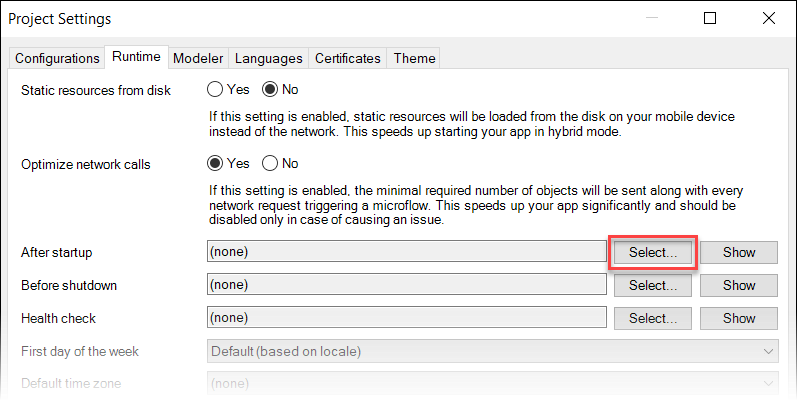 Project Settings
Configurations Runtime Modeler Languages Certificates Theme
Static resources from disk Yes No
If this setting is enabled, static resources will be loaded from the disk on your mobile device
instead of the network. This speeds up starting your app in hybrid mode.
Optimize network calls Yes No
If this setting is enabled, the minimal required number of objects will be sent along with every
network request triggering a microflow. This speeds up your app significantly and should be
disabled only in case of causing an issue.
After startup (none) Select... Show
Before shutdown (none) Select... Show
Health check (none) Select... Show
First day of the week Default (based on locale)
Default time zone (none)